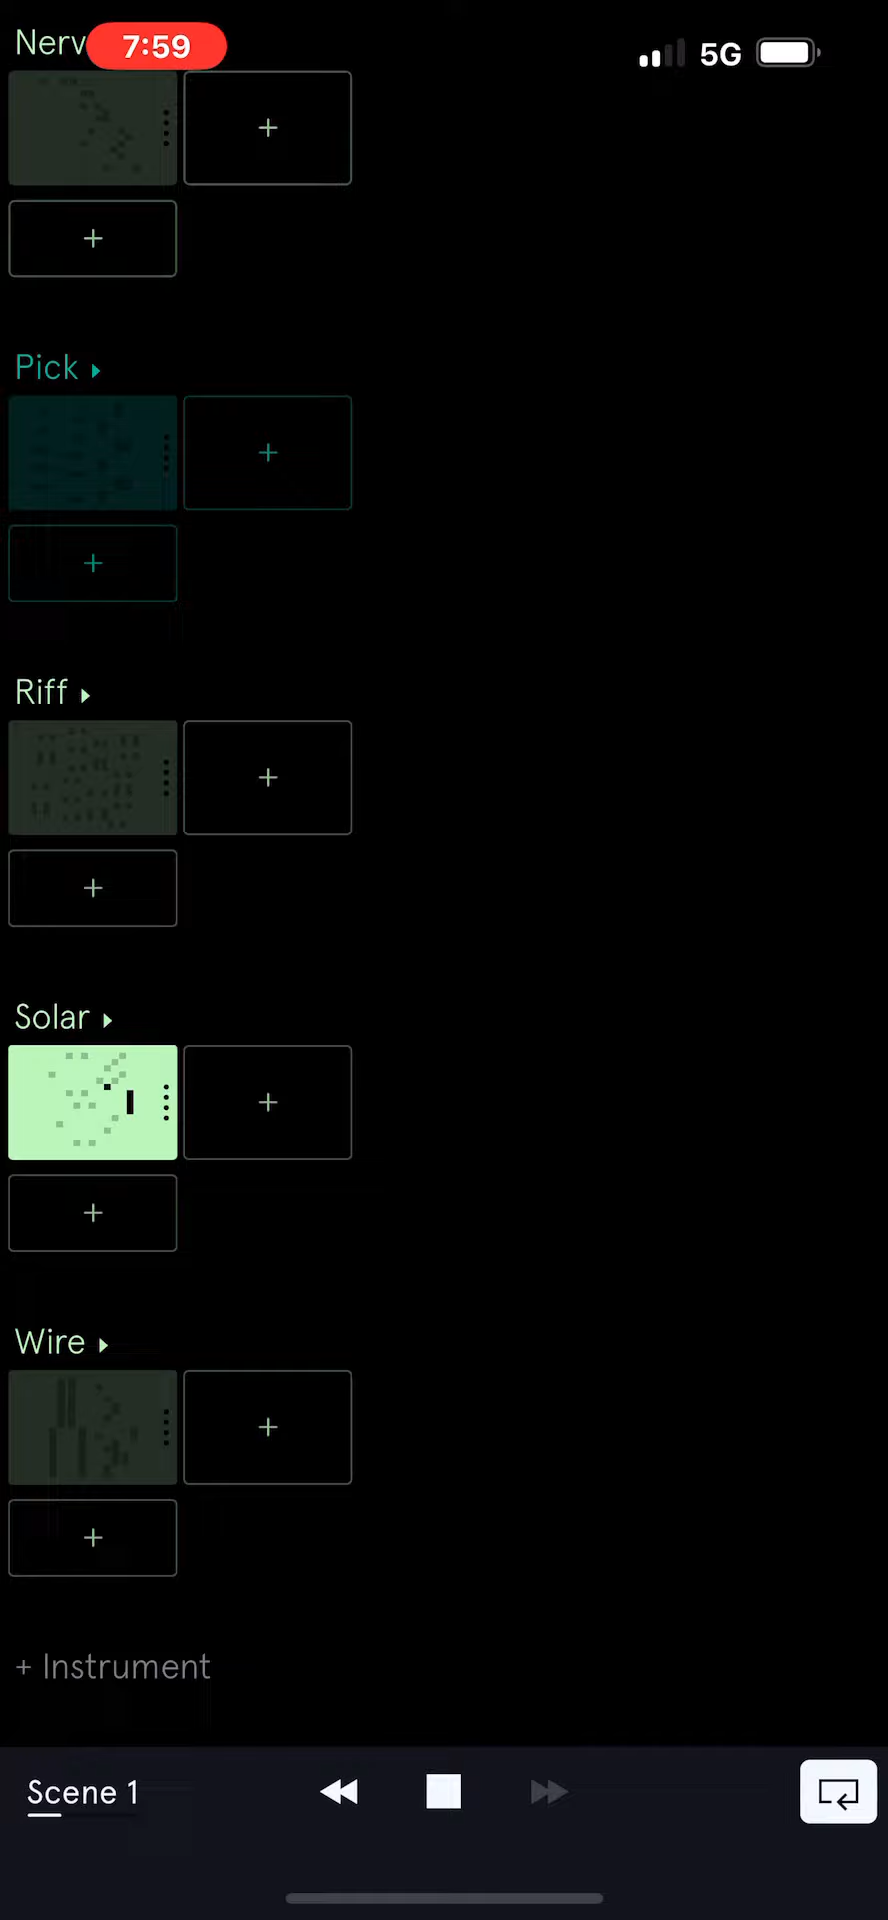 Nerv
7:59
5G
Pick
Riff
Solar
Wire
+ Instrument
Scene 1